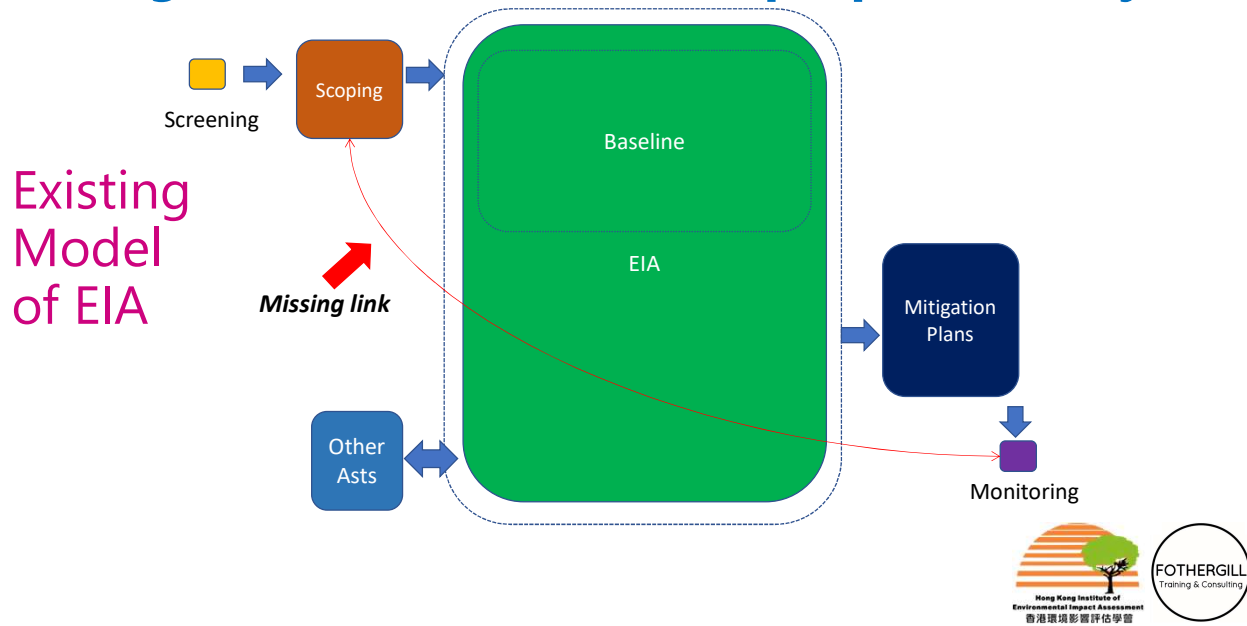 Screening
Scoping
Baseline
EIA
Existing
Model
of EIA
Missing link
Mitigation
Plans
Other
Asts
Monitoring
Hong Kong Institute of
Environmental Impact Assessment
香港環境影響評估學會
FOTHERGILL
Training & Consulting